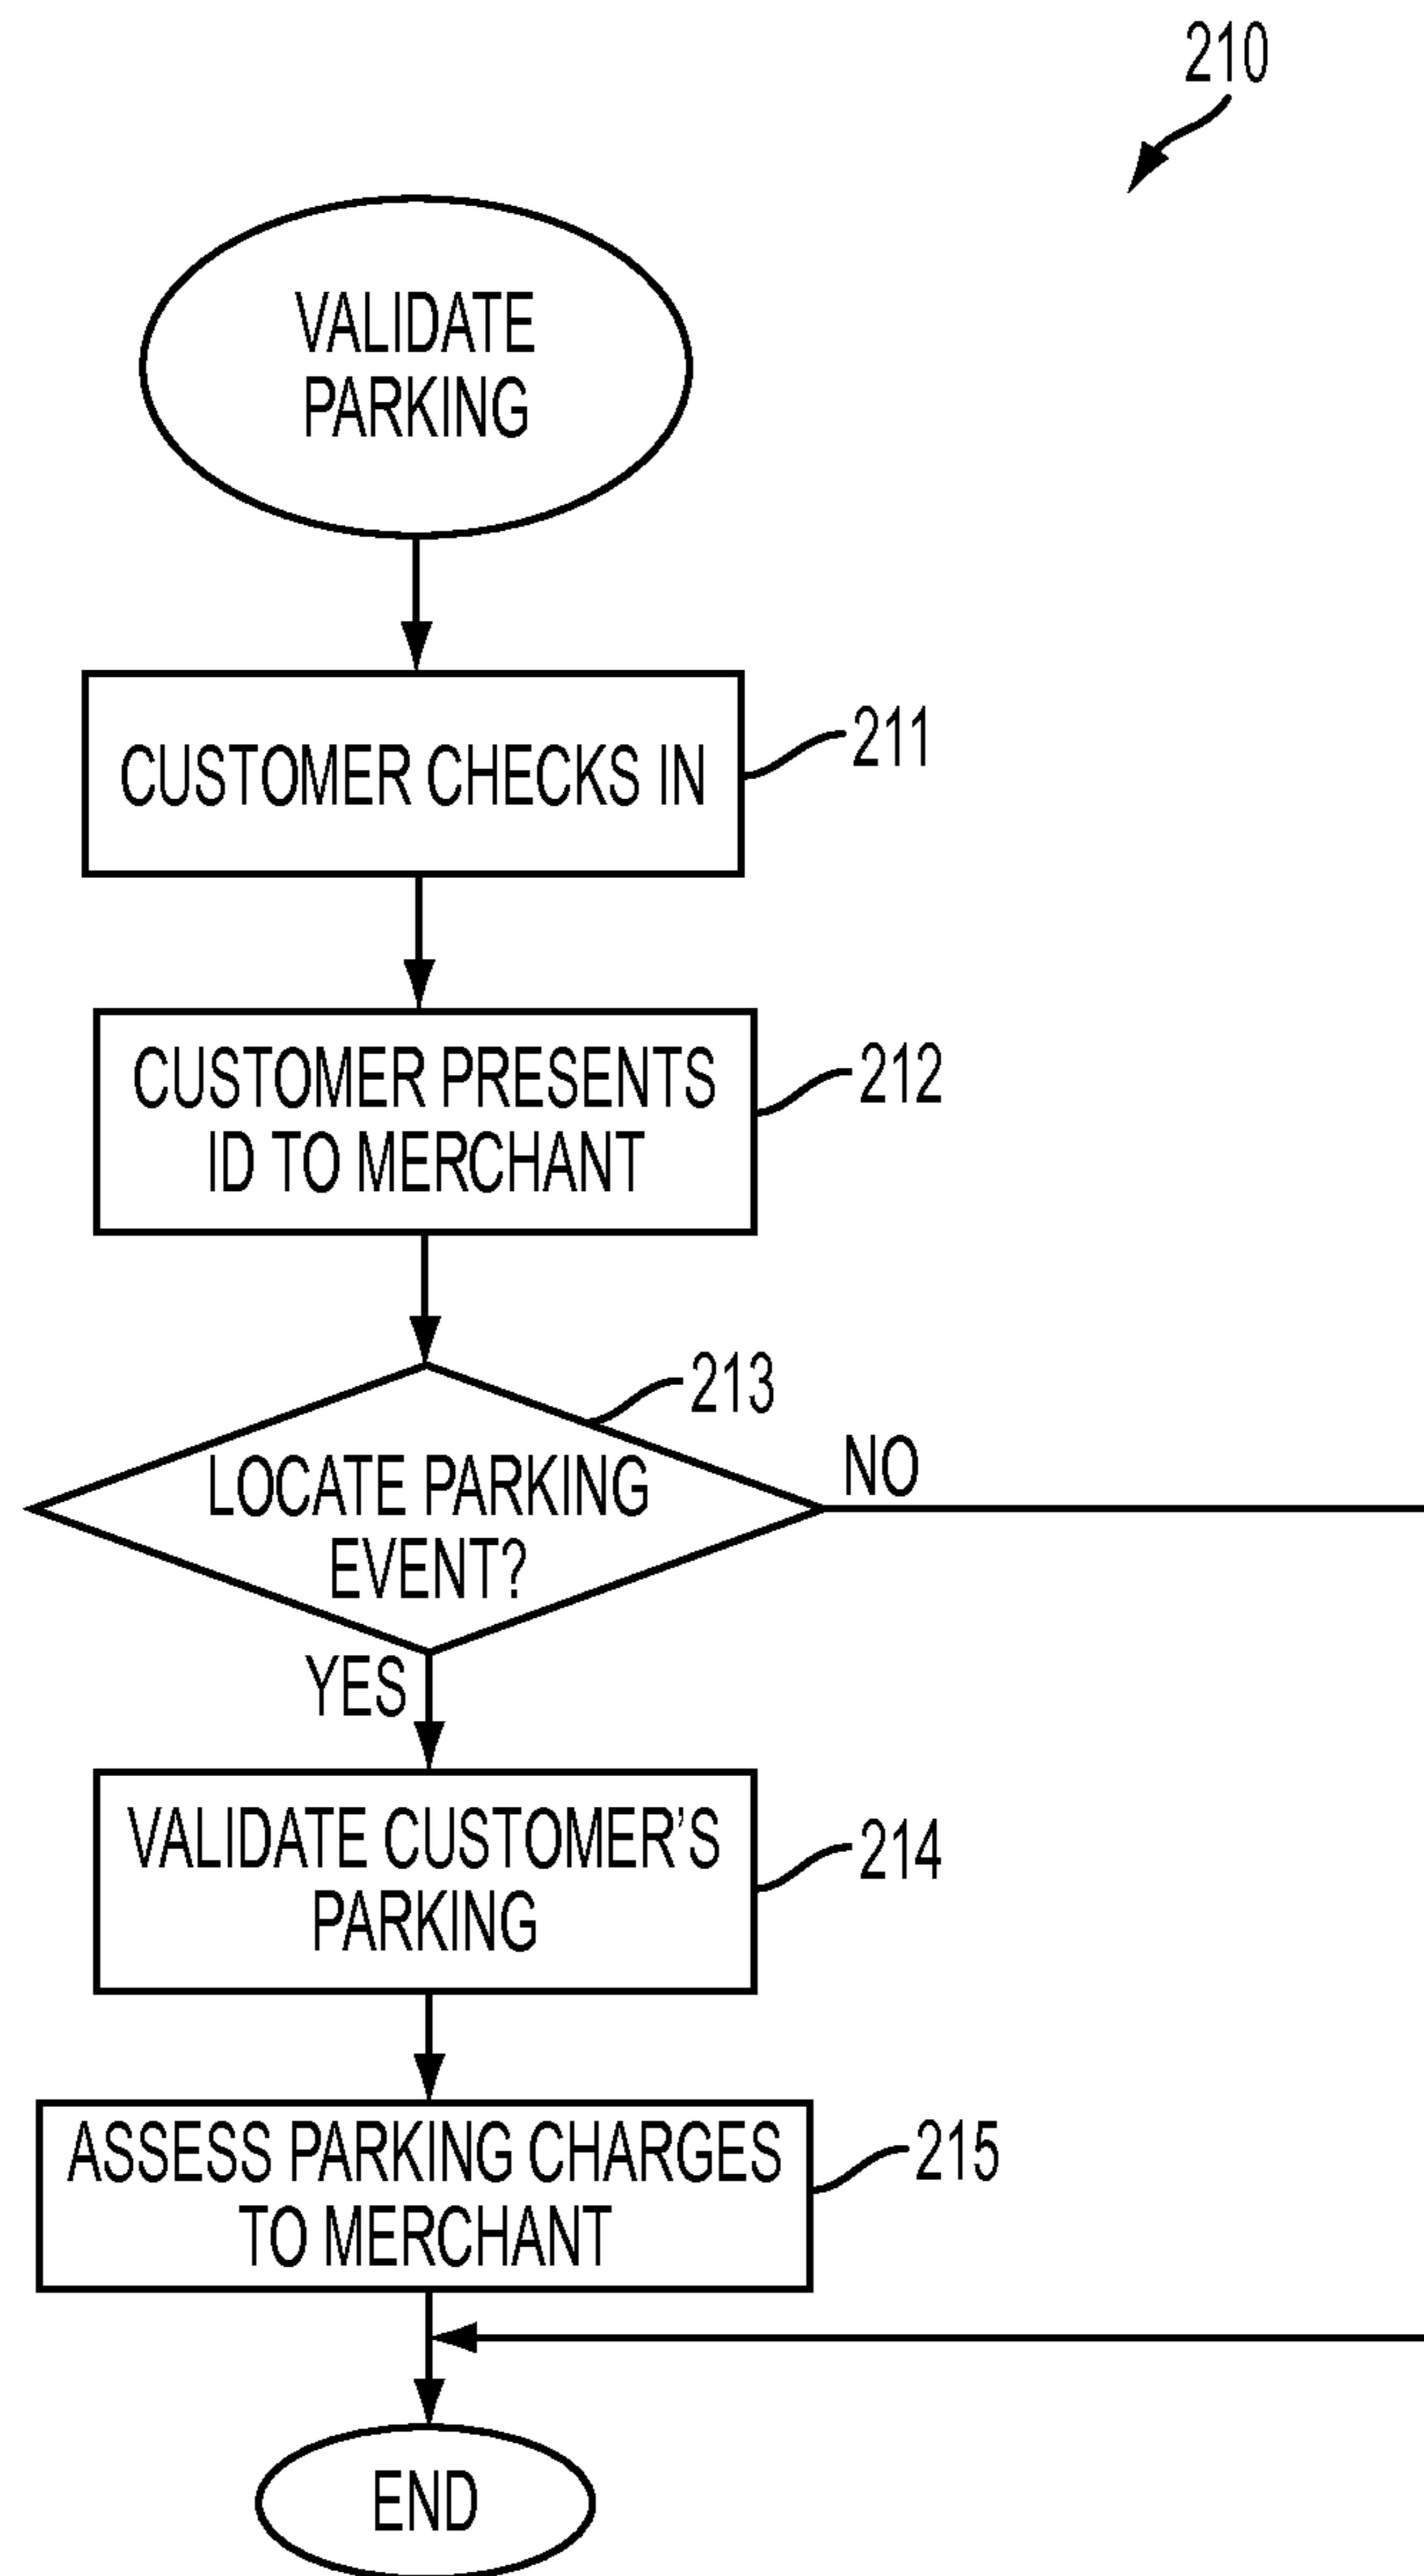 210
VALIDATE
PARKING
CUSTOMER CHECKS IN
211
CUSTOMER PRESENTS
ID TO MERCHANT
212
213
LOCATE PARKING
EVENT?
NO
YES
VALIDATE CUSTOMER'S
PARKING
214
ASSESS PARKING CHARGES
TO MERCHANT
215
END